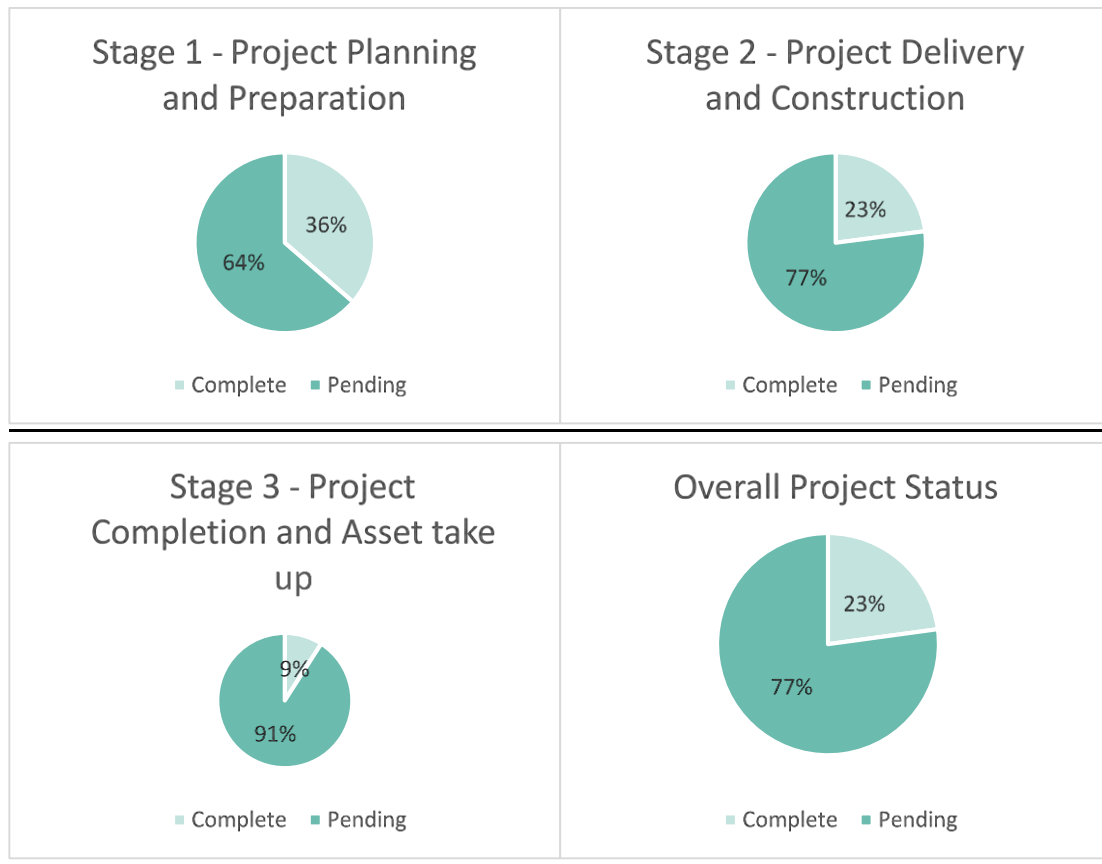 Stage 1 - Project Planning
and Preparation
36%
64%
Complete Pending
Stage 2 - Project Delivery
and Construction
23%
77%
Complete Pending
Stage 3 - Project
Completion and Asset take
up
9%
91%
Complete Pending
Overall Project Status
23%
77%
Complete Pending